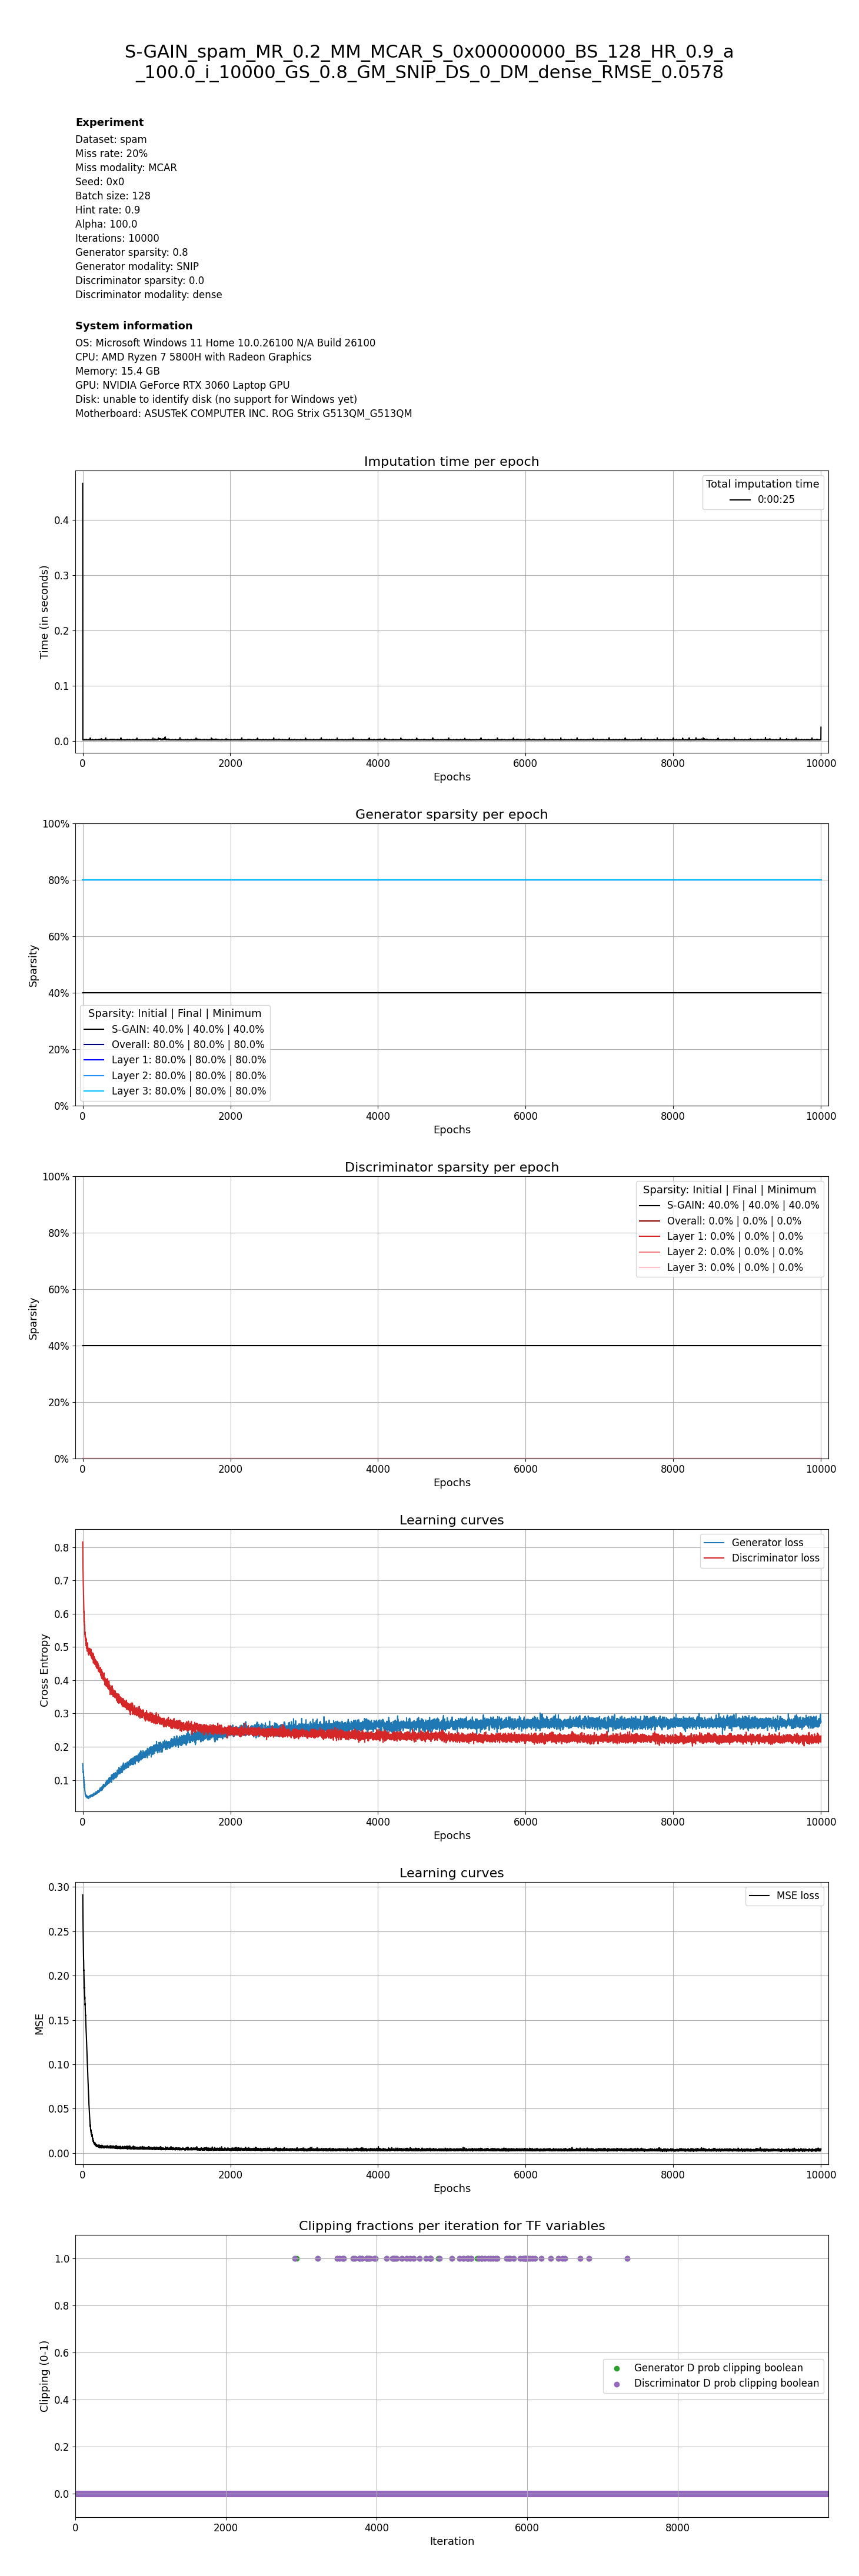 S-GAIN_spam_MR_0.2_MM_MCAR_S_0x00000000_BS_128_HR_0.9_a
_100.0_i_10000_GS_0.8_GM_SNIP_DS_0_DM_dense_RMSE_0.0578
Experiment
Dataset: spam
Miss rate: 20%
Miss modality: MCAR
Seed: 0x0
Batch size: 128
Hint rate: 0.9
Alpha: 100.0
Iterations: 10000
Generator sparsity: 0.8
Generator modality: SNIP
Discriminator sparsity: 0.0
Discriminator modality: dense
System information
OS: Microsoft Windows 11 Home 10.0.26100 N/A Build 26100
CPU: AMD Ryzen 7 5800H with Radeon Graphics
Memory: 15.4 GB
GPU: NVIDIA GeForce RTX 3060 Laptop GPU
Disk: unable to identify disk (no support for Windows yet)
Motherboard: ASUSTeK COMPUTER INC. ROG Strix G513QM_G513QM
Imputation time per epoch
Total imputation time
0:00:25
Time (in seconds)
0.4
0.3
0.2
0.1
0.0
0 2000 4000 6000 8000 10000
Epochs
Generator sparsity per epoch
Sparsity
100%
80%
60%
40%
20%
0%
Sparsity: Initial | Final | Minimum
S-GAIN: 40.0% | 40.0% | 40.0%
Overall: 80.0% | 80.0% | 80.0%
Layer 1: 80.0% | 80.0% | 80.0%
Layer 2: 80.0% | 80.0% | 80.0%
Layer 3: 80.0% | 80.0% | 80.0%
0 2000 4000 6000 8000 10000
Epochs
Discriminator sparsity per epoch
Sparsity
100%
80%
60%
40%
20%
0%
Sparsity: Initial | Final | Minimum
S-GAIN: 40.0% | 40.0% | 40.0%
Overall: 0.0% | 0.0% | 0.0%
Layer 1: 0.0% | 0.0% | 0.0%
Layer 2: 0.0% | 0.0% | 0.0%
Layer 3: 0.0% | 0.0% | 0.0%
0 2000 4000 6000 8000 10000
Epochs
Learning curves
Generator loss
Discriminator loss
Cross Entropy
0.8
0.7
0.6
0.5
0.4
0.3
0.2
0.1
0 2000 4000 6000 8000 10000
Epochs
Learning curves
MSE loss
MSE
0.30
0.25
0.20
0.15
0.10
0.05
0.00
0 2000 4000 6000 8000 10000
Epochs
Clipping fractions per iteration for TF variables
Clipping (0-1)
1.0
0.8
0.6
0.4
0.2
0.0
Generator D prob clipping boolean
Discriminator D prob clipping boolean
0 2000 4000 6000 8000
Iteration